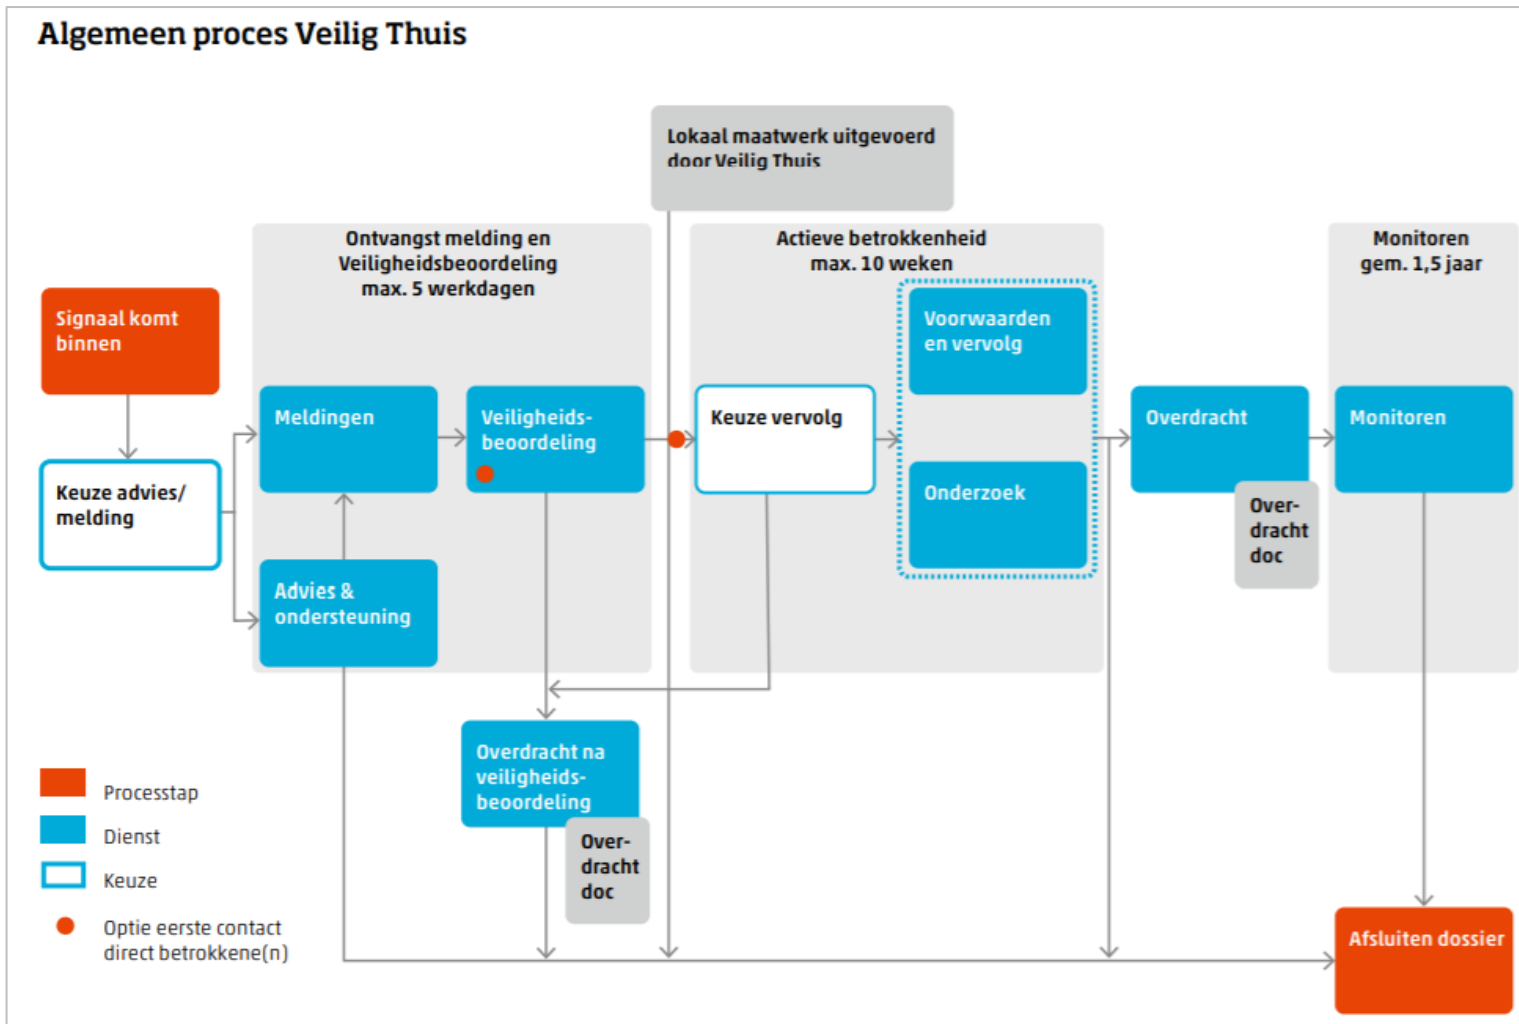 Algemeen proces Veilig Thuis
Lokaal maatwerk uitgevoerd
door Veilig Thuis
Ontvangst melding en
Veiligheidsbeoordeling
max. 5 werkdagen
Actieve betrokkenheid
max. 10 weken
Monitoren
gem. 1,5 jaar
Signaal komt
binnen
Keuze advies/
melding
Meldingen
Advies &
ondersteuning
Veiligheids-
beoordeling
Keuze vervolg
Voorwaarden
en vervolg
Onderzoek
Overdracht
Over-
dracht
doc
Monitoren
Overdracht na
veiligheids-
beoordeling
Over-
dracht
doc
Afsluiten dossier
Processtap
Dienst
Keuze
Optie eerste contact
direct betrokkene(n)